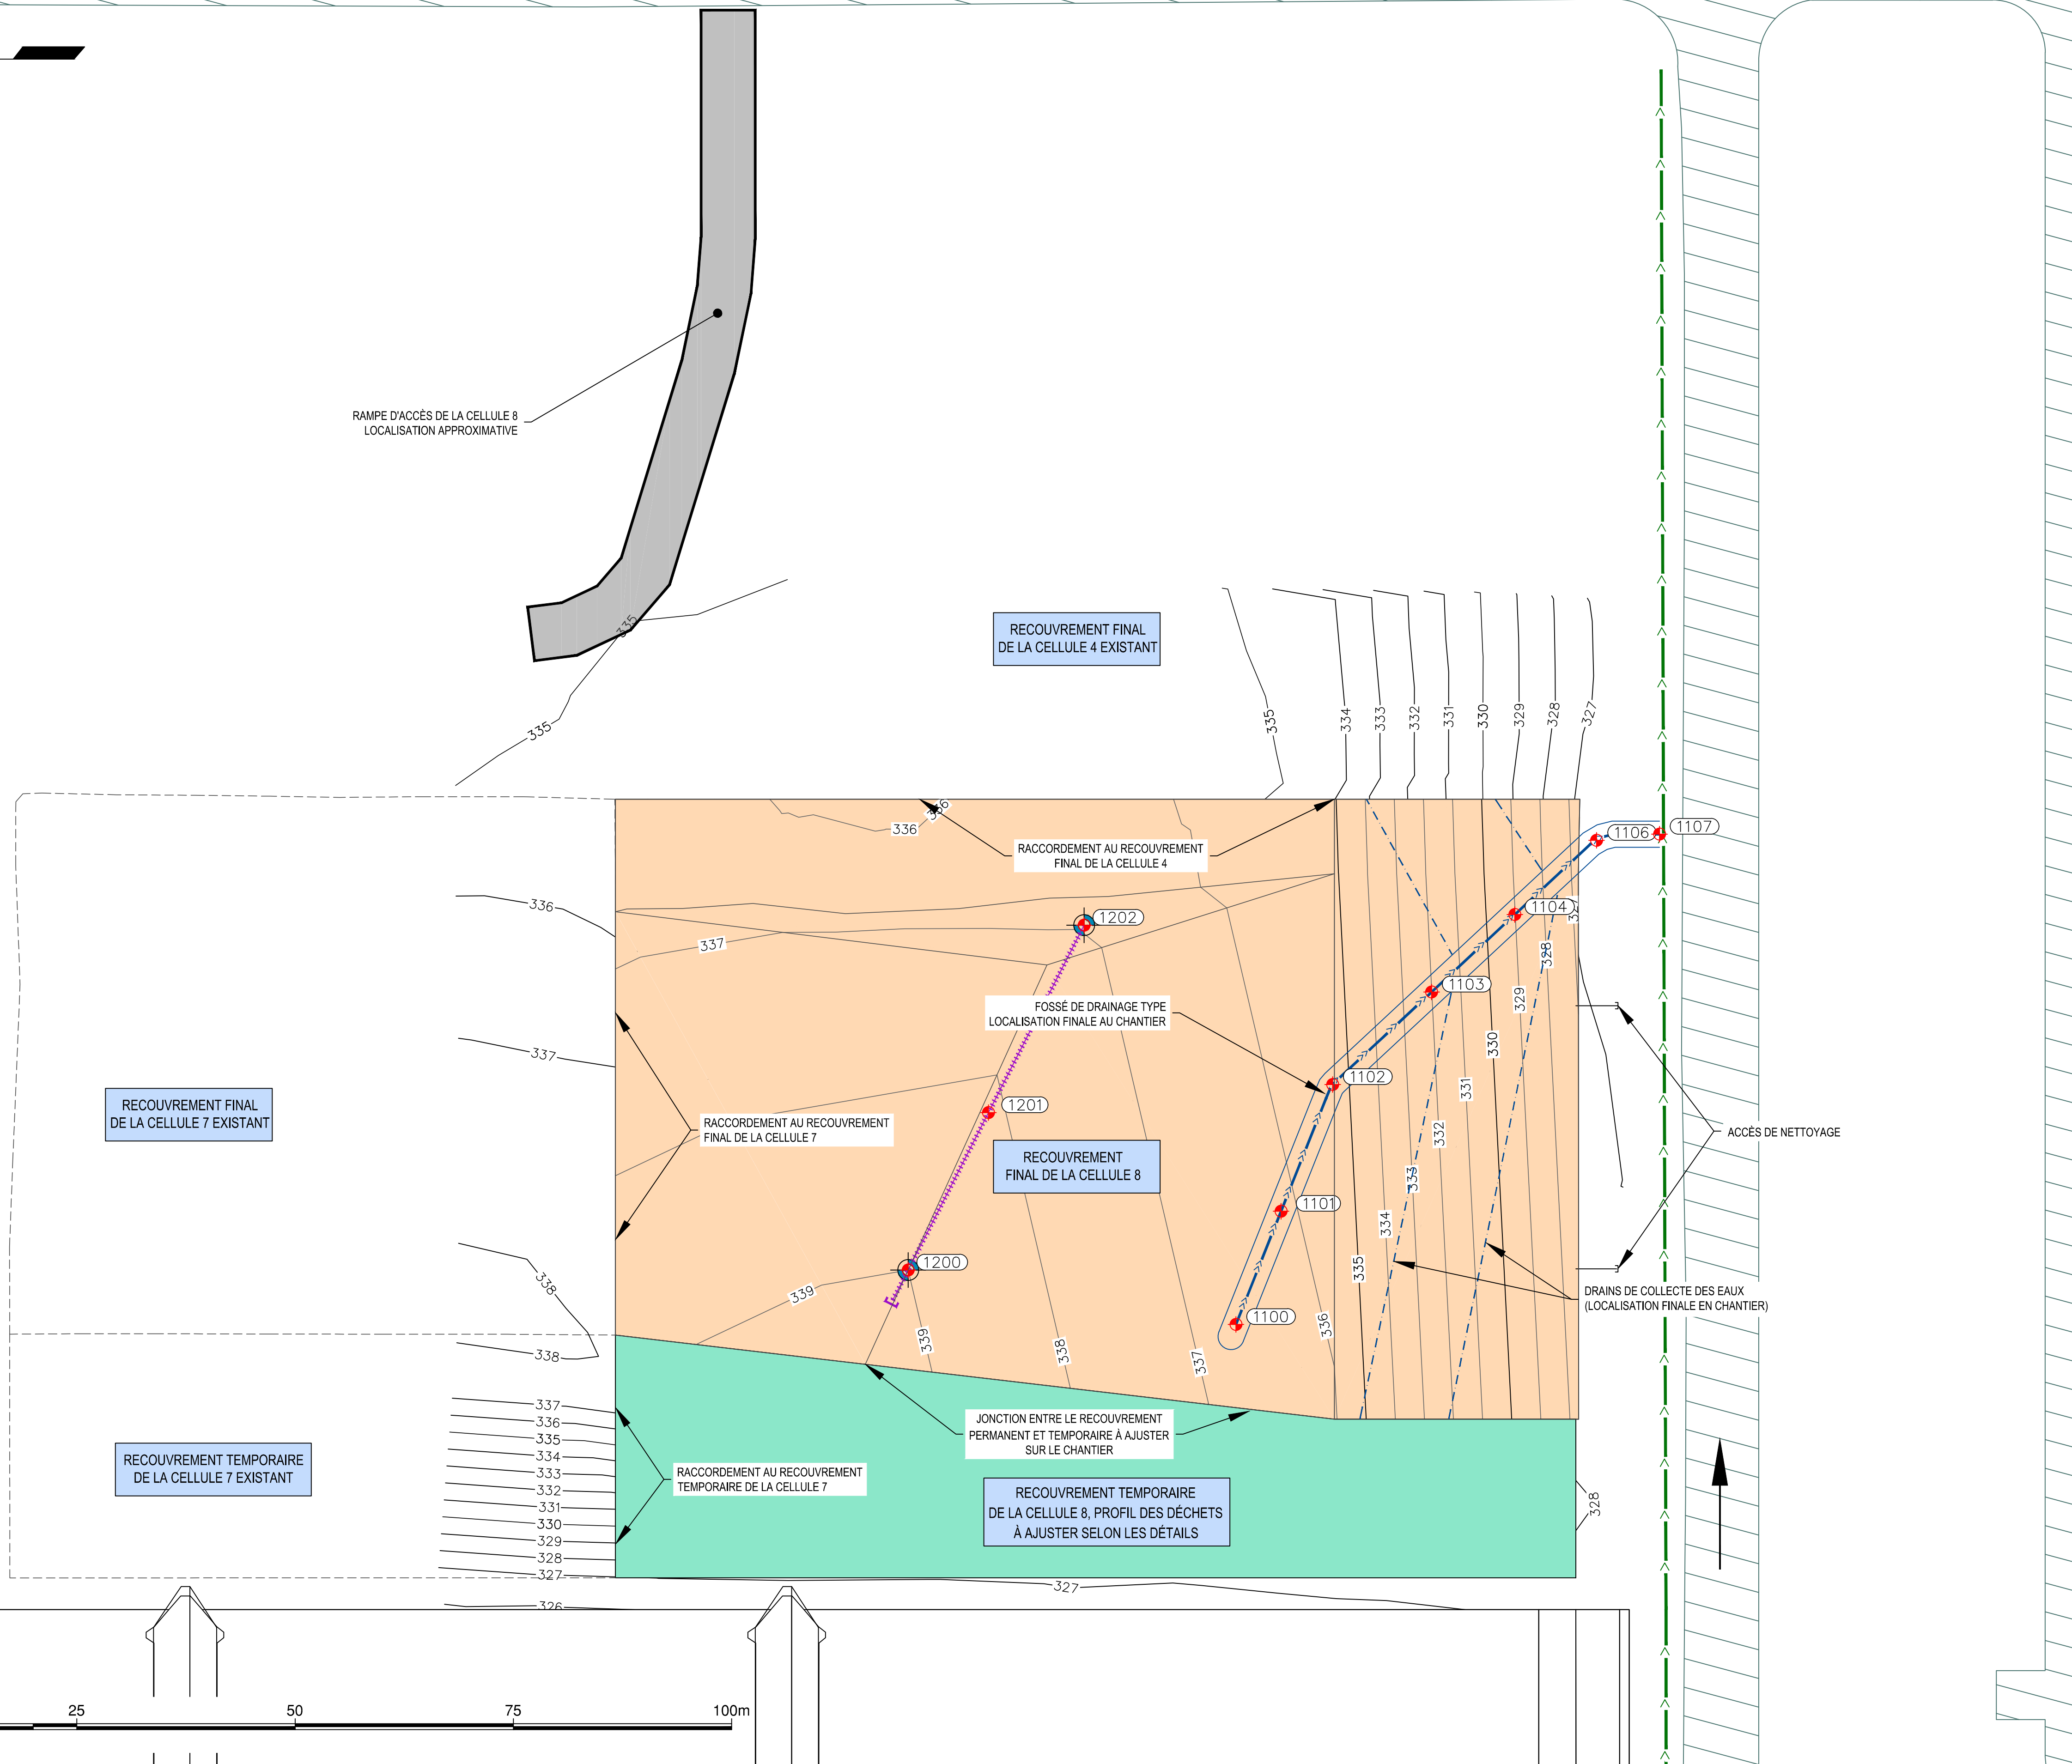 RAMPE D'ACCÈS DE LA CELLULE 8
LOCALISATION APPROXIMATIVE
335
335
RECOUVREMENT FINAL
DE LA CELLULE 4 EXISTANT
335
334
333
332
331
330
329
328
327
336
336
RACCORDEMENT AU RECOUVREMENT
FINAL DE LA CELLULE 4
1106
1107
336
337
1202
1104
327
337
328
1103
329
FOSSÉ DE DRAINAGE TYPE
LOCALISATION FINALE AU CHANTIER
330
337
1102
331
RECOUVREMENT FINAL
DE LA CELLULE 7 EXISTANT
1201
RACCORDEMENT AU RECOUVREMENT
FINAL DE LA CELLULE 7
332
ACCÈS DE NETTOYAGE
RECOUVREMENT
FINAL DE LA CELLULE 8
333
1101
334
1200
335
338
339
DRAINS DE COLLECTE DES EAUX
(LOCALISATION FINALE EN CHANTIER)
1100
336
339
338
337
338
337
336
335
334
333
332
331
330
329
328
327
326
JONCTION ENTRE LE RECOUVREMENT
PERMANENT ET TEMPORAIRE À AJUSTER
SUR LE CHANTIER
RECOUVREMENT TEMPORAIRE
DE LA CELLULE 7 EXISTANT
RACCORDEMENT AU RECOUVREMENT
TEMPORAIRE DE LA CELLULE 7
RECOUVREMENT TEMPORAIRE
DE LA CELLULE 8, PROFIL DES DÉCHETS
À AJUSTER SELON LES DÉTAILS
328
327
25
50
75
100m